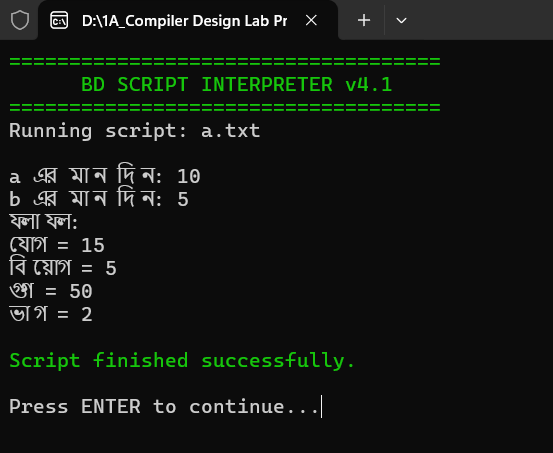 D:\1A_Compiler Design Lab Pr
=====================================
BD SCRIPT INTERPRETER v4.1
=====================================
Running script: a.txt
a এর মান দিন: 10
b এর মান দিন: 5
ফলাফল:
যোগ = 15
বিয়োগ = 5
গুণ = 50
ভাগ = 2
Script finished successfully.
Press ENTER to continue...